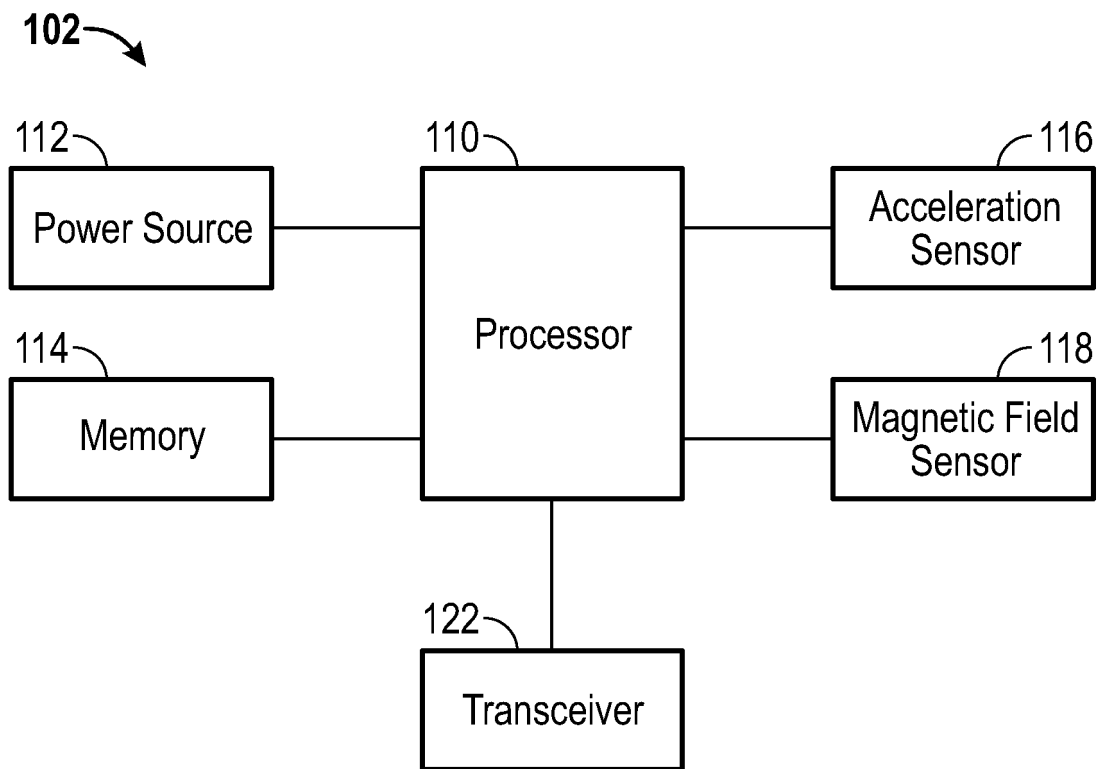 102
112
110
116
Power Source
Processor
Acceleration
Sensor
114
118
Memory
Magnetic Field
Sensor
122
Transceiver